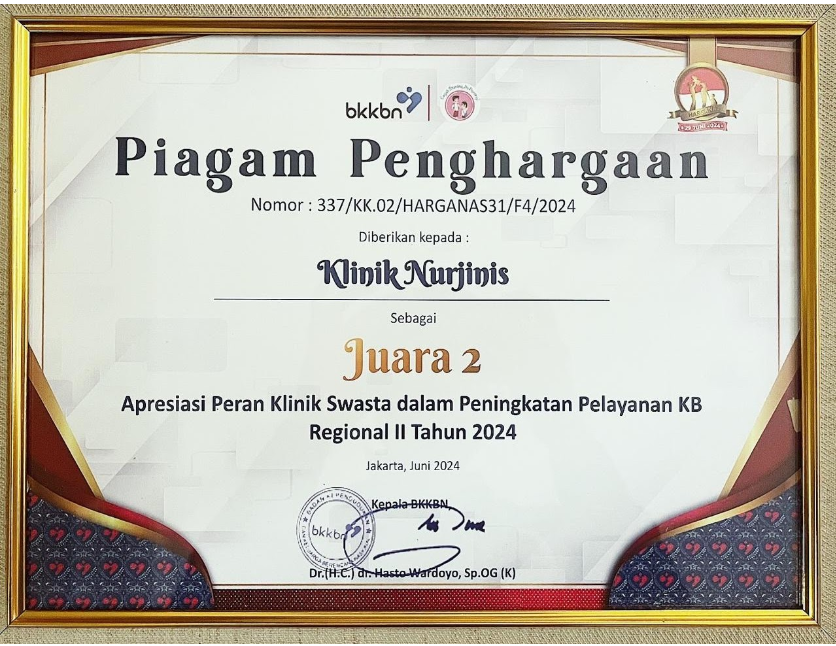 bkkbn
Piagam Penghargaan
Nomor : 337/KK.02/HARGANAS31/F4/2024
Diberikan kepada :
Klinik Nurjinis
Sebagai
Juara 2
Apresiasi Peran Klinik Swasta dalam Peningkatan Pelayanan KB
Regional II Tahun 2024
Jakarta, Juni 2024
Kepala BKKBN,
bkkbn
Dr.(H.C.) dr. Hasto Wardoyo, Sp.OG (K)